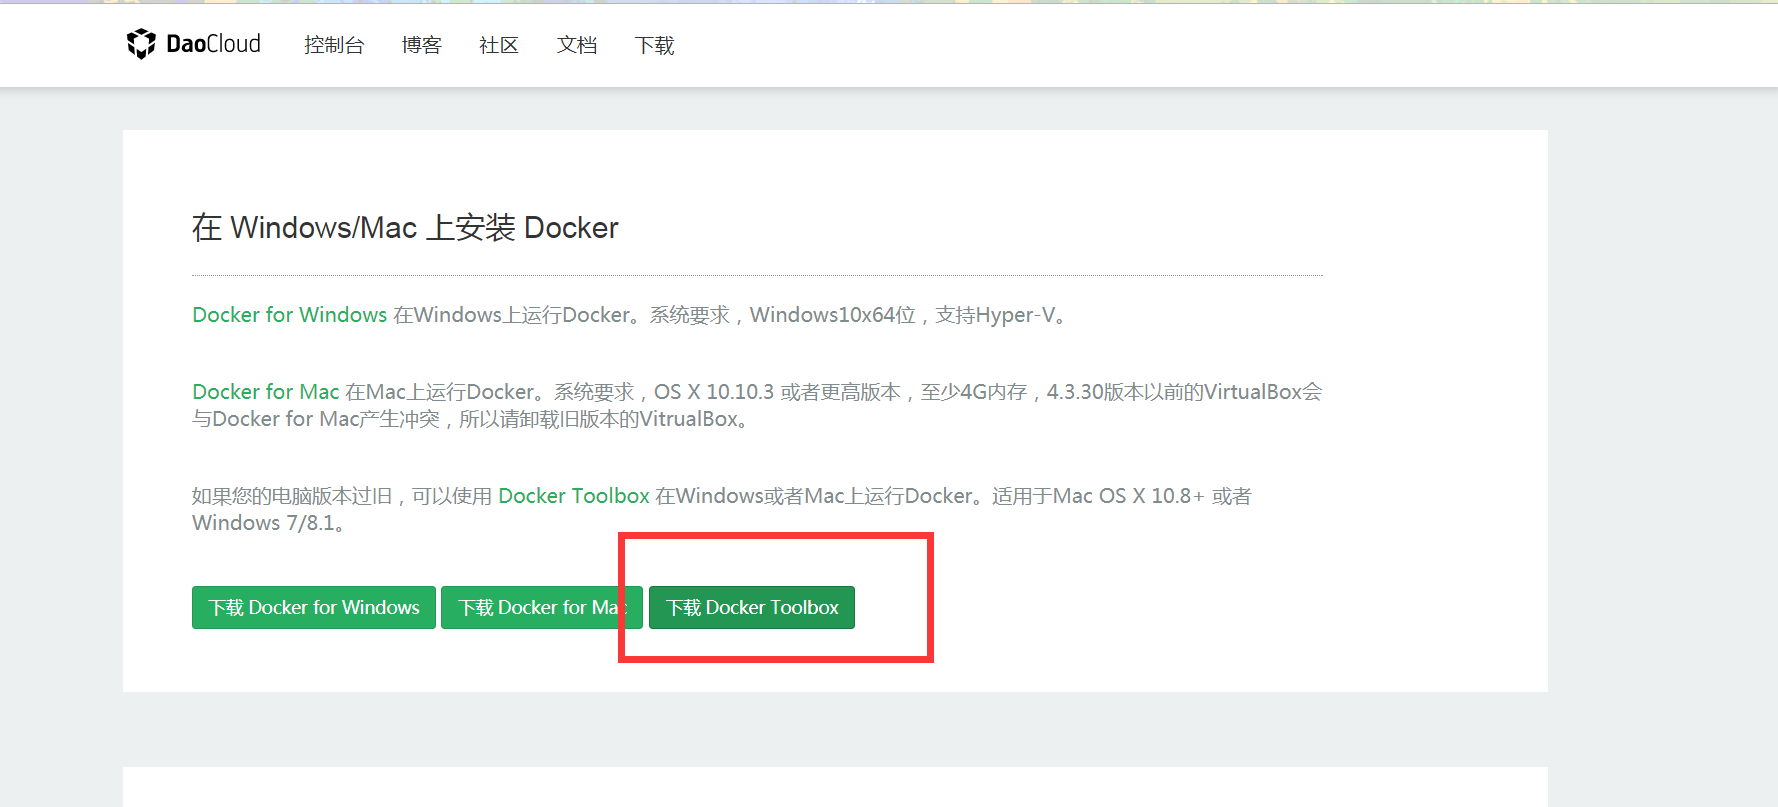 DaoCloud 控制台 博客 社区 文档 下载
在 Windows/Mac 上安装 Docker
Docker for Windows 在Windows上运行Docker。系统要求，Windows10x64位，支持Hyper-V。
Docker for Mac 在Mac上运行Docker。系统要求，OS X 10.10.3 或者更高版本，至少4G内存，4.3.30版本以前的VirtualBox会
与Docker for Mac产生冲突，所以请卸载旧版本的VitrualBox。
如果您的电脑版本过旧，可以使用 Docker Toolbox 在Windows或者Mac上运行Docker。适用于Mac OS X 10.8+ 或者
Windows 7/8.1。
下载 Docker for Windows 下载 Docker for Mac 下载 Docker Toolbox